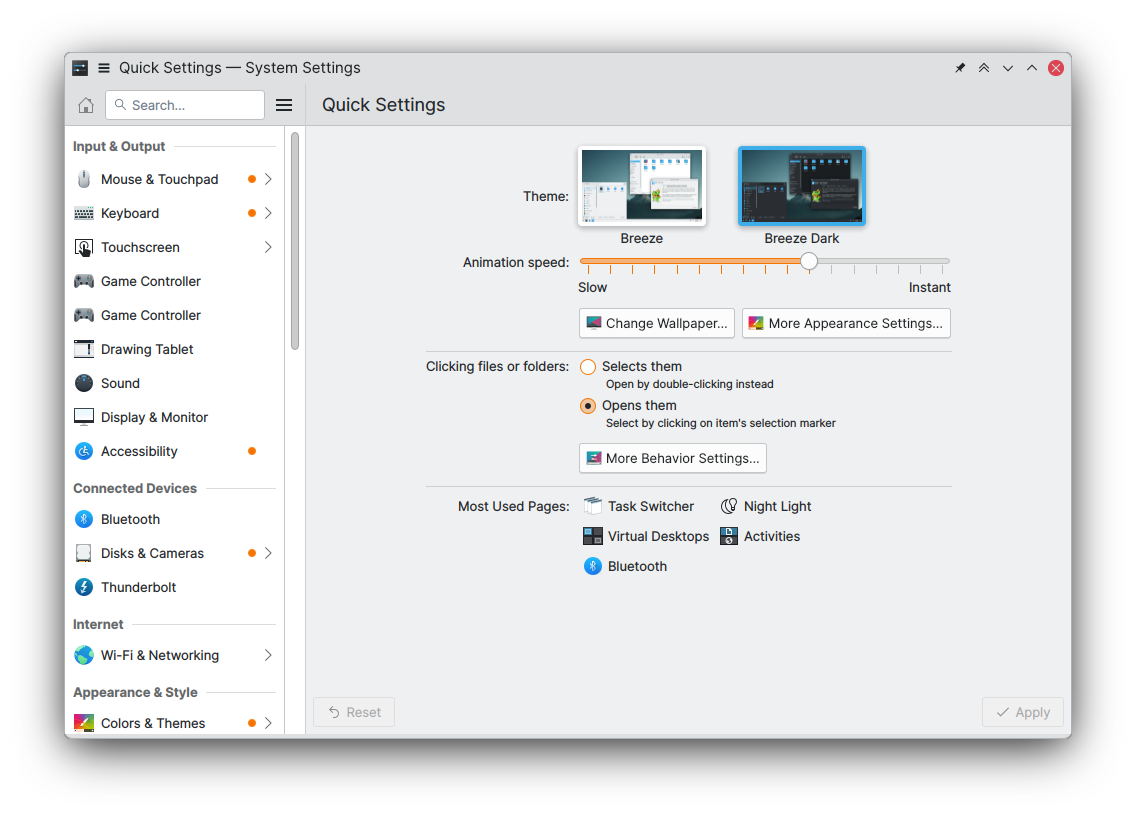 Quick Settings — System Settings
Search...
Quick Settings
Input & Output
Mouse & Touchpad
Keyboard
Touchscreen
Game Controller
Game Controller
Drawing Tablet
Sound
Display & Monitor
Accessibility
Connected Devices
Bluetooth
Disks & Cameras
Thunderbolt
Internet
Wi-Fi & Networking
Appearance & Style
Colors & Themes
Theme:
Breeze
Breeze Dark
Animation speed:
Slow
Instant
Change Wallpaper...
More Appearance Settings...
Clicking files or folders:
Selects them
Open by double-clicking instead
Opens them
Select by clicking on item's selection marker
More Behavior Settings...
Most Used Pages:
Task Switcher
Night Light
Virtual Desktops
Activities
Bluetooth
Reset
Apply